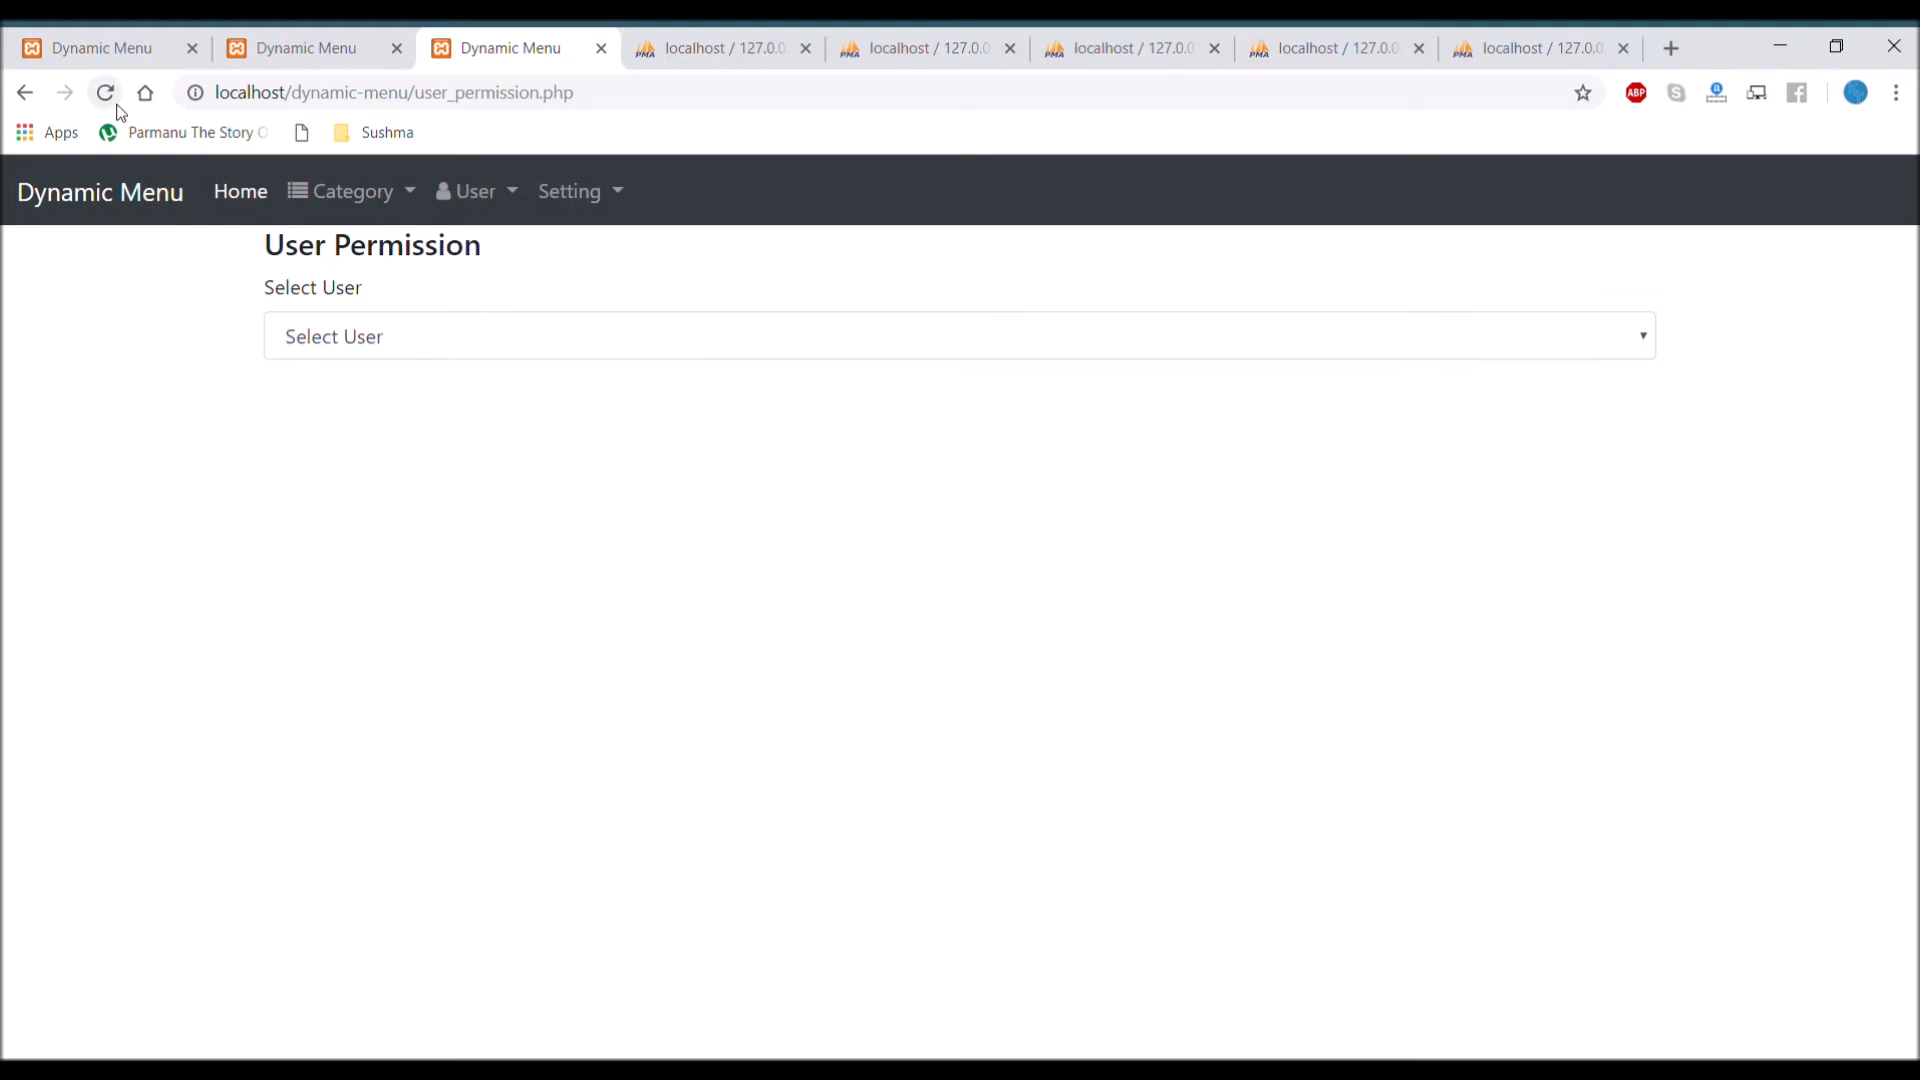 Dynamic Menu Dynamic Menu Dynamic Menu localhost / 127.0.0 localhost / 127.0.0 localhost / 127.0.0 localhost / 127.0.0 localhost / 127.0.0
localhost/dynamic-menu/user_permission.php ABP
Apps Parmanu The Story O Sushma
Dynamic Menu Home Category User Setting
User Permission
Select User
Select User